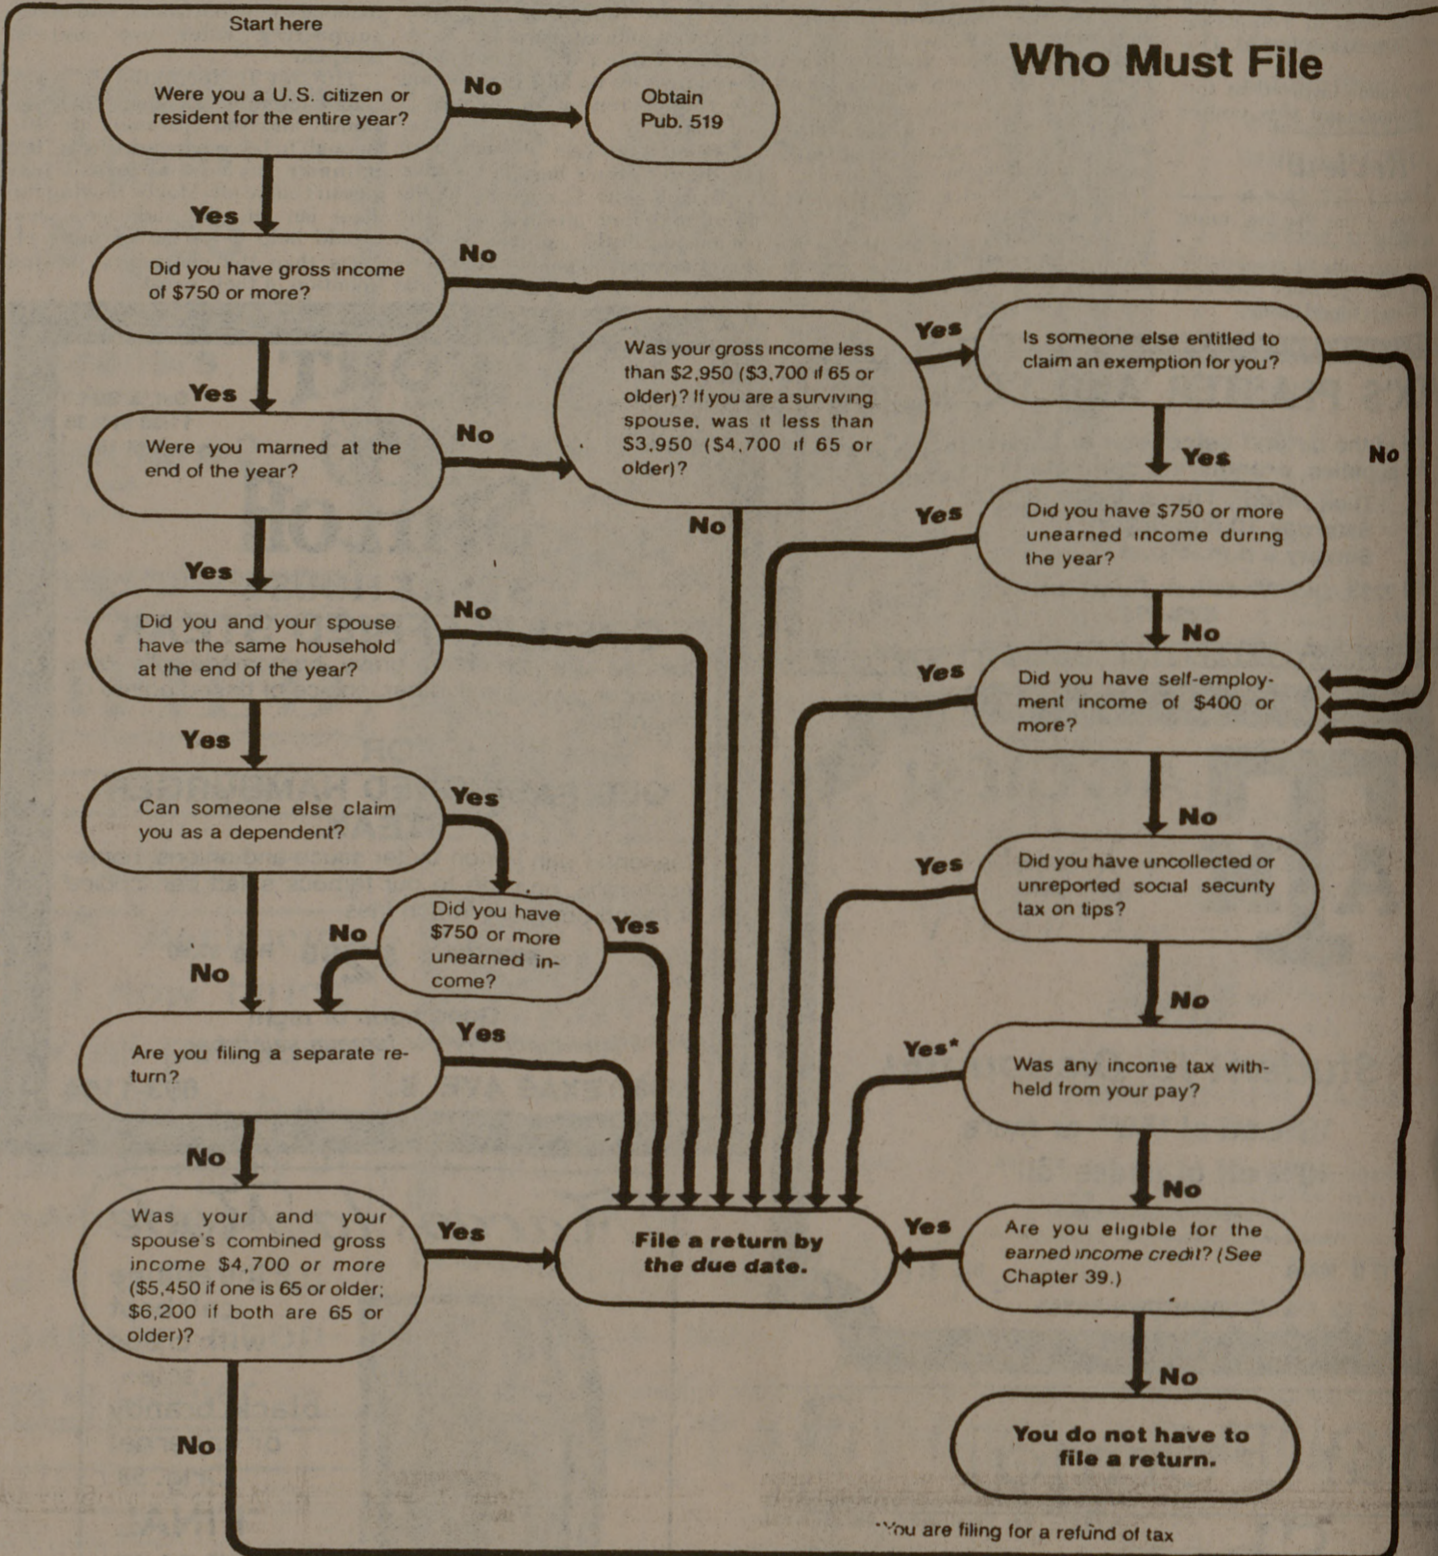 Start here
Who Must File
Were you a U.S. citizen or
resident for the entire year?
No
Obtain
Pub. 519
Yes
Did you have gross income
of $750 or more?
No
Yes
Were you married at the
end of the year?
No
Was your gross income less
than $2,950 ($3,700 if 65 or
older)? If you are a surviving
spouse, was it less than
$3,950 ($4,700 if 65 or
older)?
Yes
Is someone else entitled to
claim an exemption for you?
No
Yes
No
Yes
Did you have $750 or more
unearned income during
the year?
No
Yes
Did you and your spouse
have the same household
at the end of the year?
No
Yes
Did you have self-employ-
ment income of $400 or
more?
No
Yes
Can someone else claim
you as a dependent?
Yes
Did you have
$750 or more
unearned in-
come?
No
Yes
No
Yes
Did you have uncollected or
unreported social security
tax on tips?
No
Are you filing a separate re-
turn?
Yes
No
Yes*
Was any income tax with-
held from your pay?
No
Was your and your
spouse's combined gross
income $4,700 or more
($5,450 if one is 65 or older;
$6,200 if both are 65 or
older)?
Yes
File a return by
the due date.
Yes
Are you eligible for the
earned income credit? (See
Chapter 39.)
No
No
You do not have to
file a return.
*You are filing for a refund of tax